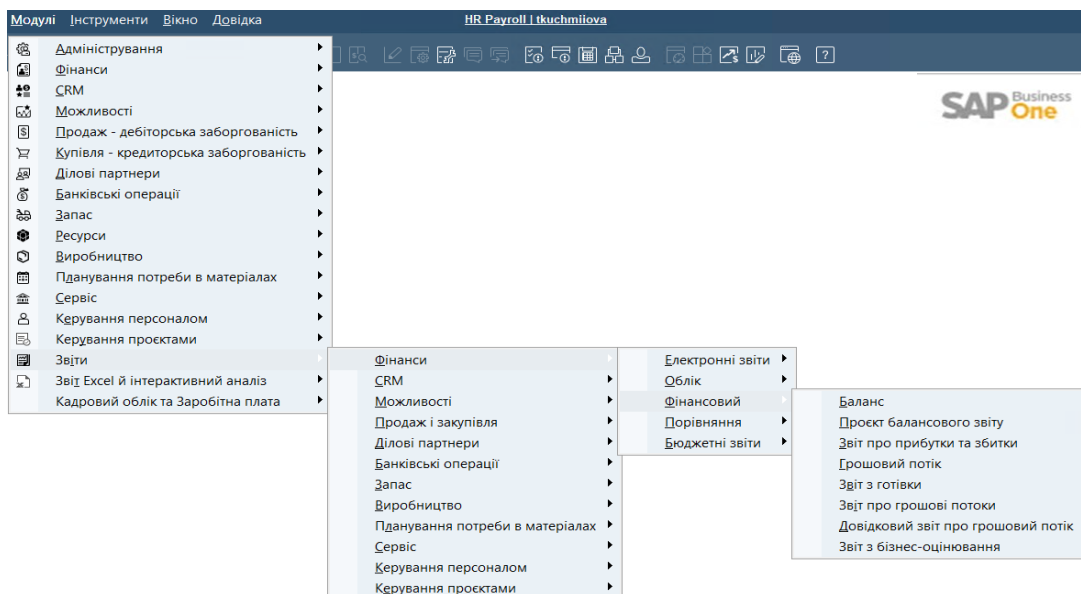 Модулі Інструменти Вікно Довідка
HR Payroll | tkuchmiiova
SAP Business One
Адміністрування
Фінанси
CRM
Можливості
Продаж - дебіторська заборгованість
Купівля - кредиторська заборгованість
Ділові партнери
Банківські операції
Запас
Ресурси
Виробництво
Планування потреби в матеріалах
Сервіс
Керування персоналом
Керування проєктами
Звіти
Звіт Excel й інтерактивний аналіз
Кадровий облік та Заробітна плата
Фінанси
CRM
Можливості
Продаж і закупівля
Ділові партнери
Банківські операції
Запас
Виробництво
Планування потреби в матеріалах
Сервіс
Керування персоналом
Керування проєктами
Електронні звіти
Облік
Фінансовий
Порівняння
Бюджетні звіти
Баланс
Проєкт балансового звіту
Звіт про прибутки та збитки
Грошовий потік
Звіт з готівки
Звіт про грошові потоки
Довідковий звіт про грошовий потік
Звіт з бізнес-оцінювання